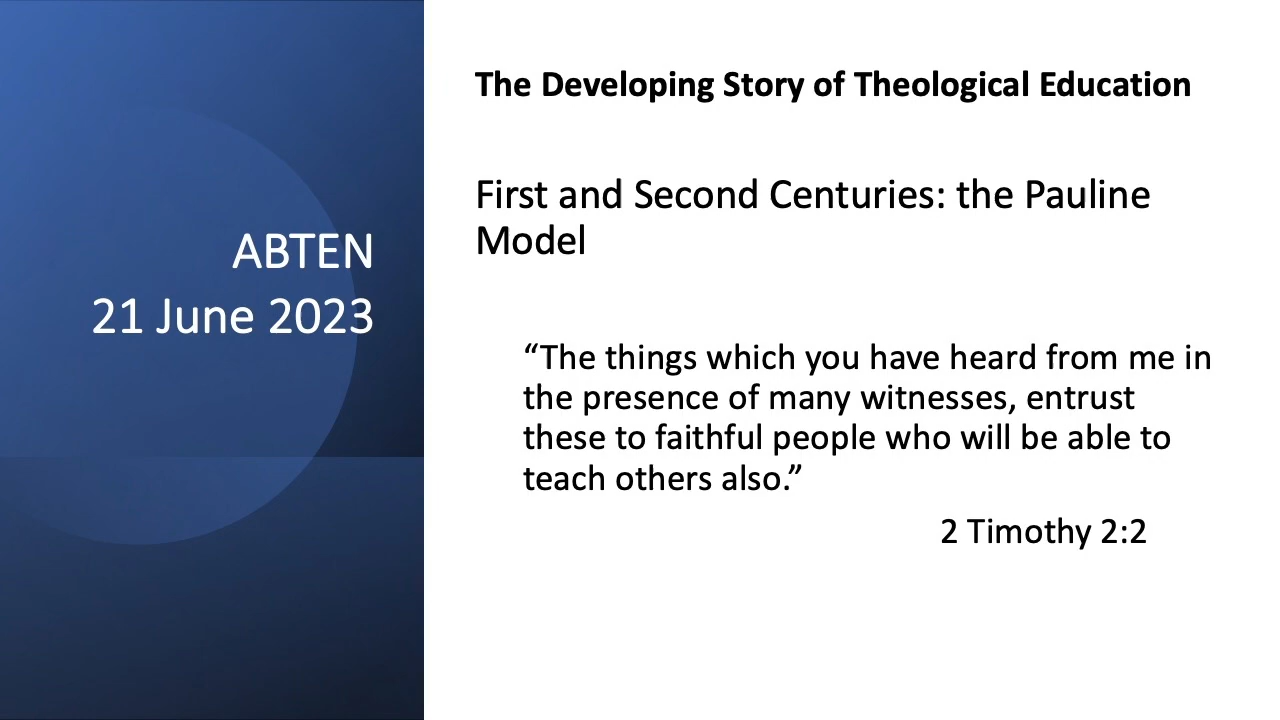 ABTEN
21 June 2023
The Developing Story of Theological Education
First and Second Centuries: the Pauline
Model
“The things which you have heard from me in
the presence of many witnesses, entrust
these to faithful people who will be able to
teach others also.”
2 Timothy 2:2